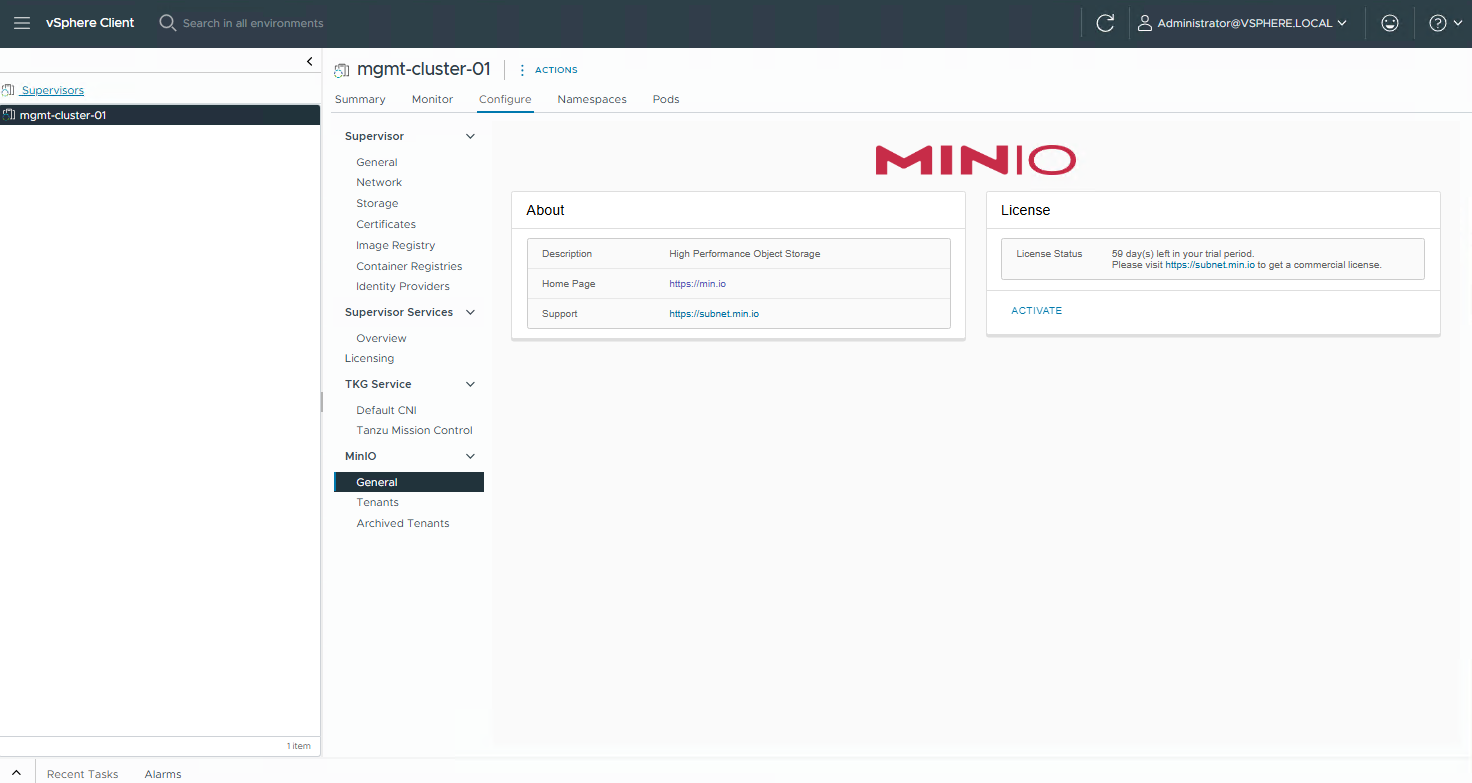 vSphere Client
Search in all environments
Administrator@VSPHERE.LOCAL
Supervisors
mgmt-cluster-01
1 item
mgmt-cluster-01
ACTIONS
Summary
Monitor
Configure
Namespaces
Pods
Supervisor
General
Network
Storage
Certificates
Image Registry
Container Registries
Identity Providers
Supervisor Services
Overview
Licensing
TKG Service
Default CNI
Tanzu Mission Control
MinIO
General
Tenants
Archived Tenants
MINIO
About
Description High Performance Object Storage
Home Page https://min.io
Support https://subnet.min.io
License
License Status 59 day(s) left in your trial period.
Please visit https://subnet.min.io to get a commercial license.
ACTIVATE
Recent Tasks
Alarms